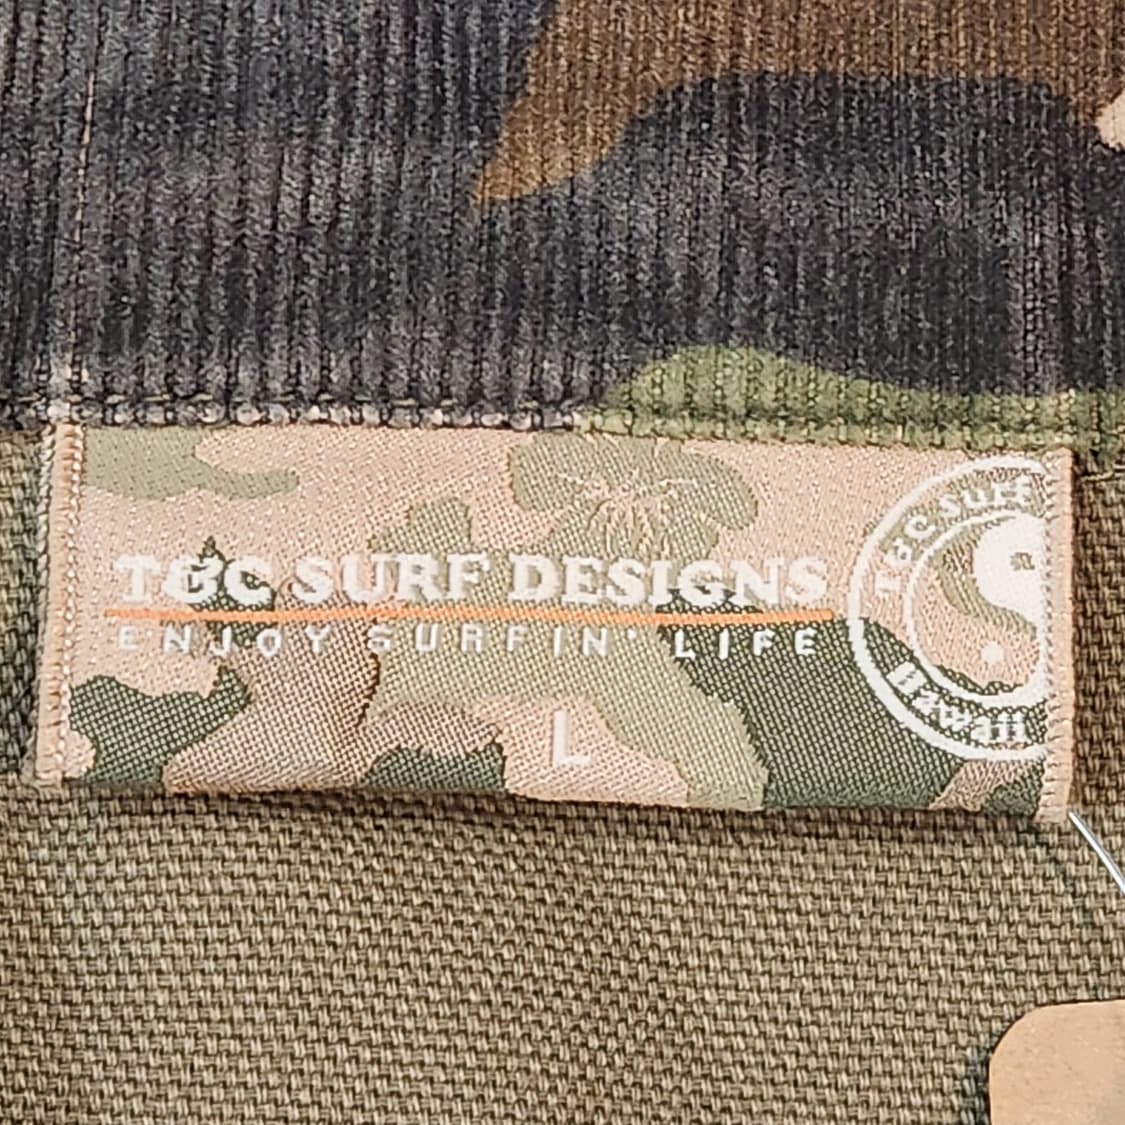 T&C SURF DESIGNS
ENJOY SURFIN' LIFE
L
T&C surf
Hawaii